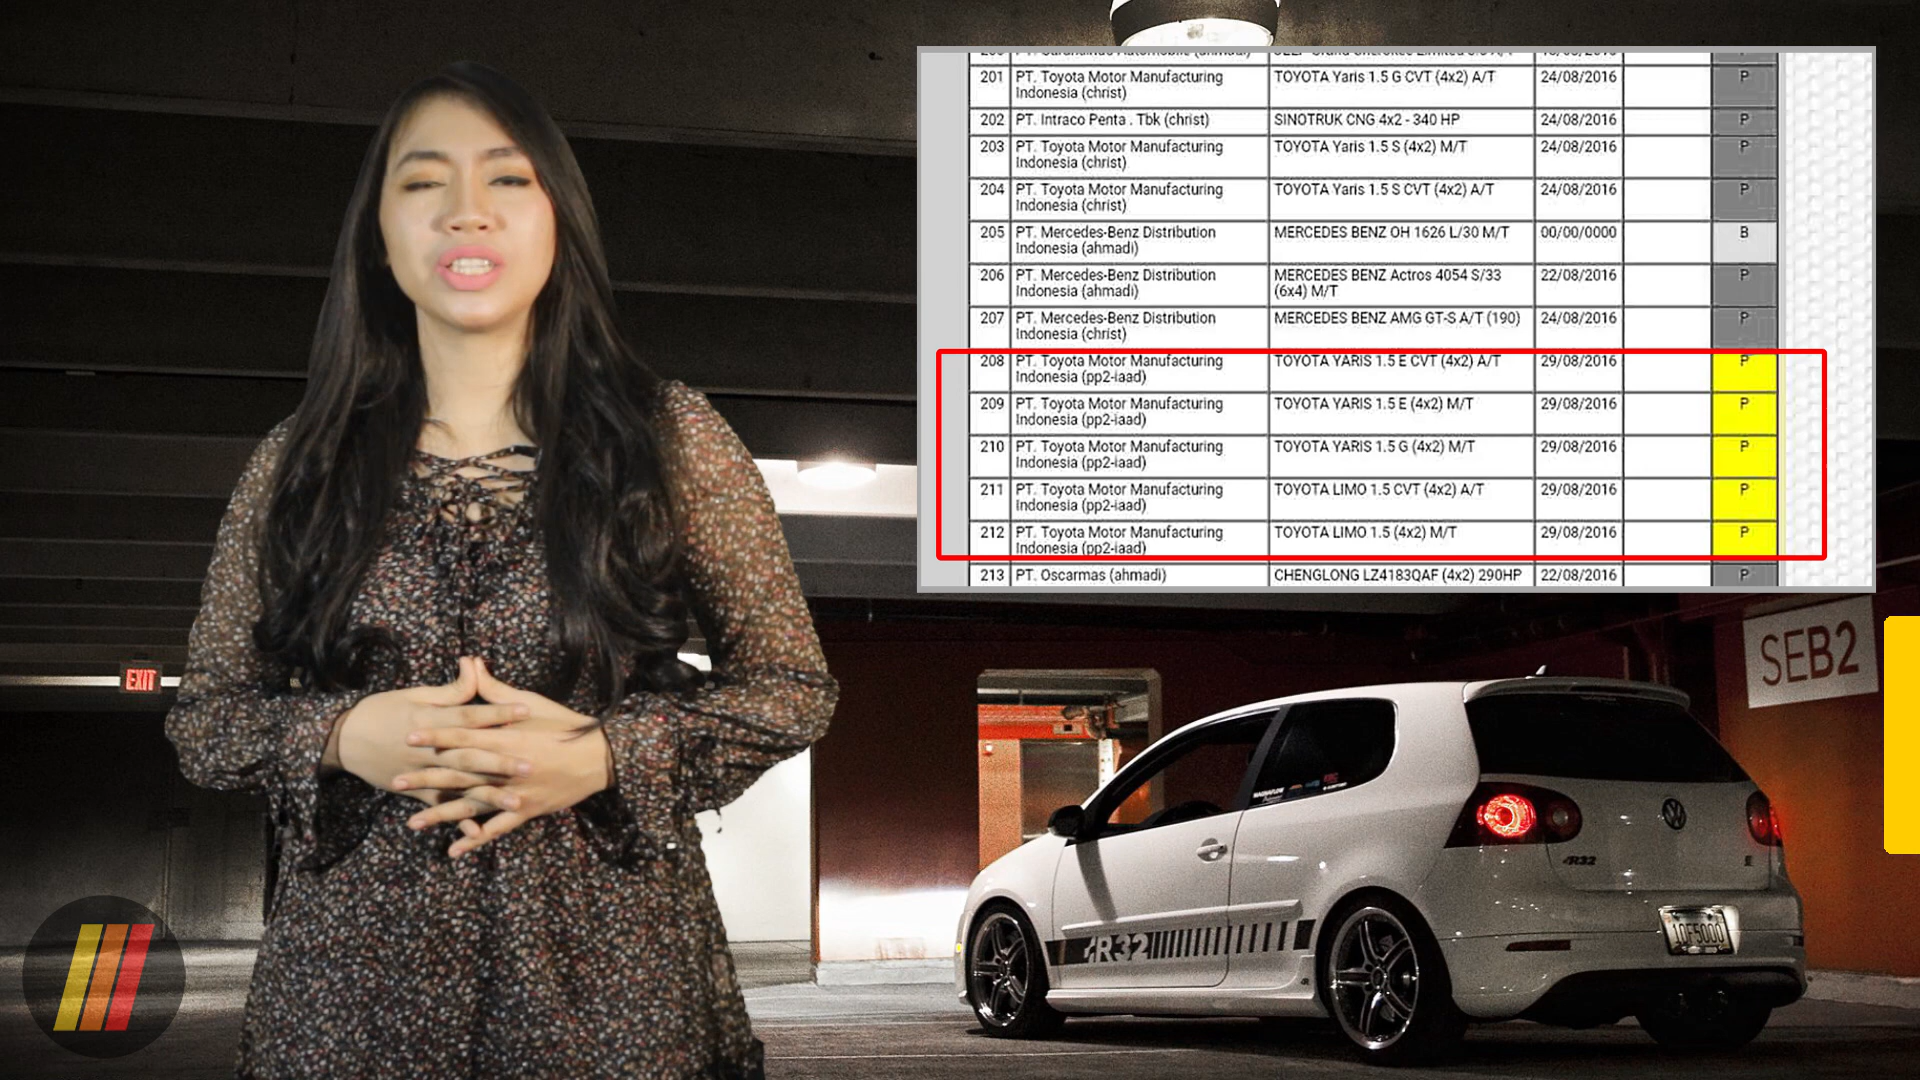 201 PT. Toyota Motor Manufacturing Indonesia (christ) TOYOTA Yaris 1.5 G CVT (4x2) A/T 24/08/2016 P
202 PT. Intraco Penta . Tbk (christ) SINOTRUK CNG 4x2 - 340 HP 24/08/2016 P
203 PT. Toyota Motor Manufacturing Indonesia (christ) TOYOTA Yaris 1.5 S (4x2) M/T 24/08/2016 P
204 PT. Toyota Motor Manufacturing Indonesia (christ) TOYOTA Yaris 1.5 S CVT (4x2) A/T 24/08/2016 P
205 PT. Mercedes-Benz Distribution Indonesia (ahmadi) MERCEDES BENZ OH 1626 L/30 M/T 00/00/0000 B
206 PT. Mercedes-Benz Distribution Indonesia (ahmadi) MERCEDES BENZ Actros 4054 S/33 (6x4) M/T 22/08/2016 P
207 PT. Mercedes-Benz Distribution Indonesia (christ) MERCEDES BENZ AMG GT-S A/T (190) 24/08/2016 P
208 PT. Toyota Motor Manufacturing Indonesia (pp2-iaad) TOYOTA YARIS 1.5 E CVT (4x2) A/T 29/08/2016 P
209 PT. Toyota Motor Manufacturing Indonesia (pp2-iaad) TOYOTA YARIS 1.5 E (4x2) M/T 29/08/2016 P
210 PT. Toyota Motor Manufacturing Indonesia (pp2-iaad) TOYOTA YARIS 1.5 G (4x2) M/T 29/08/2016 P
211 PT. Toyota Motor Manufacturing Indonesia (pp2-iaad) TOYOTA LIMO 1.5 CVT (4x2) A/T 29/08/2016 P
212 PT. Toyota Motor Manufacturing Indonesia (pp2-iaad) TOYOTA LIMO 1.5 (4x2) M/T 29/08/2016 P
213 PT. Oscarmas (ahmadi) CHENGLONG LZ4183QAF (4x2) 290HP 22/08/2016 P
SEB2
EXIT
R32
R32